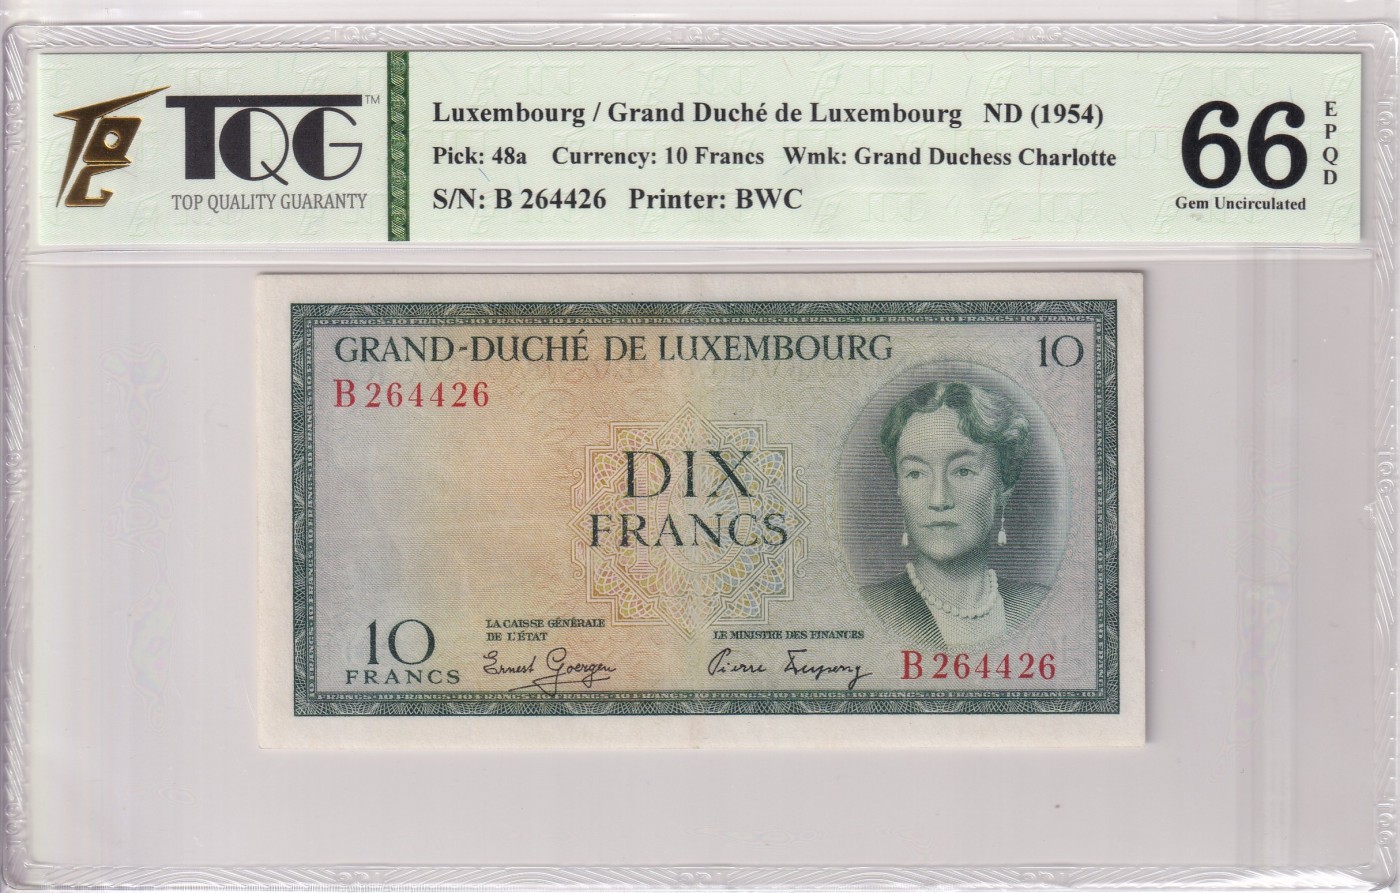 TQG™
TOP QUALITY GUARANTY
Luxembourg / Grand Duché de Luxembourg ND (1954)
Pick: 48a Currency: 10 Francs Wmk: Grand Duchess Charlotte
S/N: B 264426 Printer: BWC
66
EPQD
Gem Uncirculated
GRAND-DUCHÉ DE LUXEMBOURG
10
B 264426
DIX
FRANCS
10
FRANCS
LA CAISSE GÉNÉRALE
DE L'ÉTAT
Ernest Goergen
LE MINISTRE DES FINANCES
Pierre
B 264426